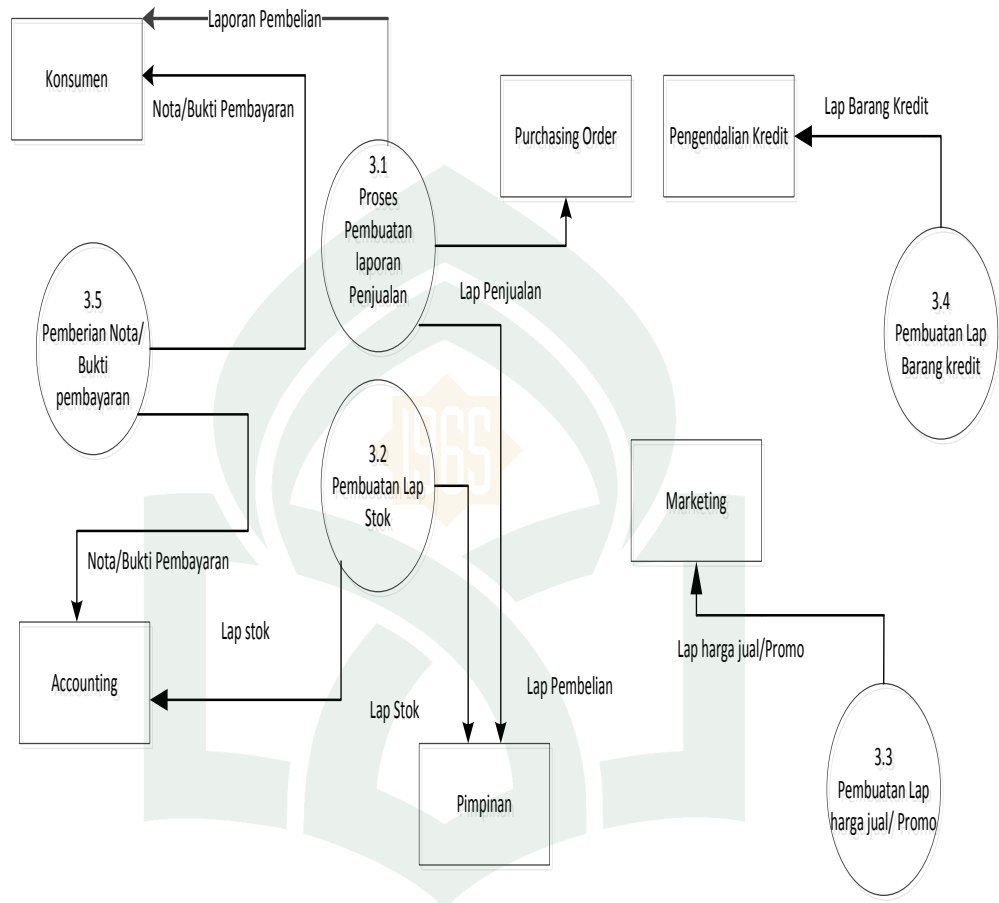 Laporan Pembelian
Konsumen
Nota/Bukti Pembayaran
Purchasing Order
Pengendalian Kredit
Lap Barang Kredit
3.1
Proses
Pembuatan
laporan
Penjualan
Lap Penjualan
3.5
Pemberian Nota/
Bukti
pembayaran
3.4
Pembuatan Lap
Barang kredit
3.2
Pembuatan Lap
Stok
1965
Marketing
Nota/Bukti Pembayaran
Lap stok
Lap harga jual/Promo
Accounting
Lap Stok
Lap Pembelian
Pimpinan
3.3
Pembuatan Lap
harga jual/ Promo